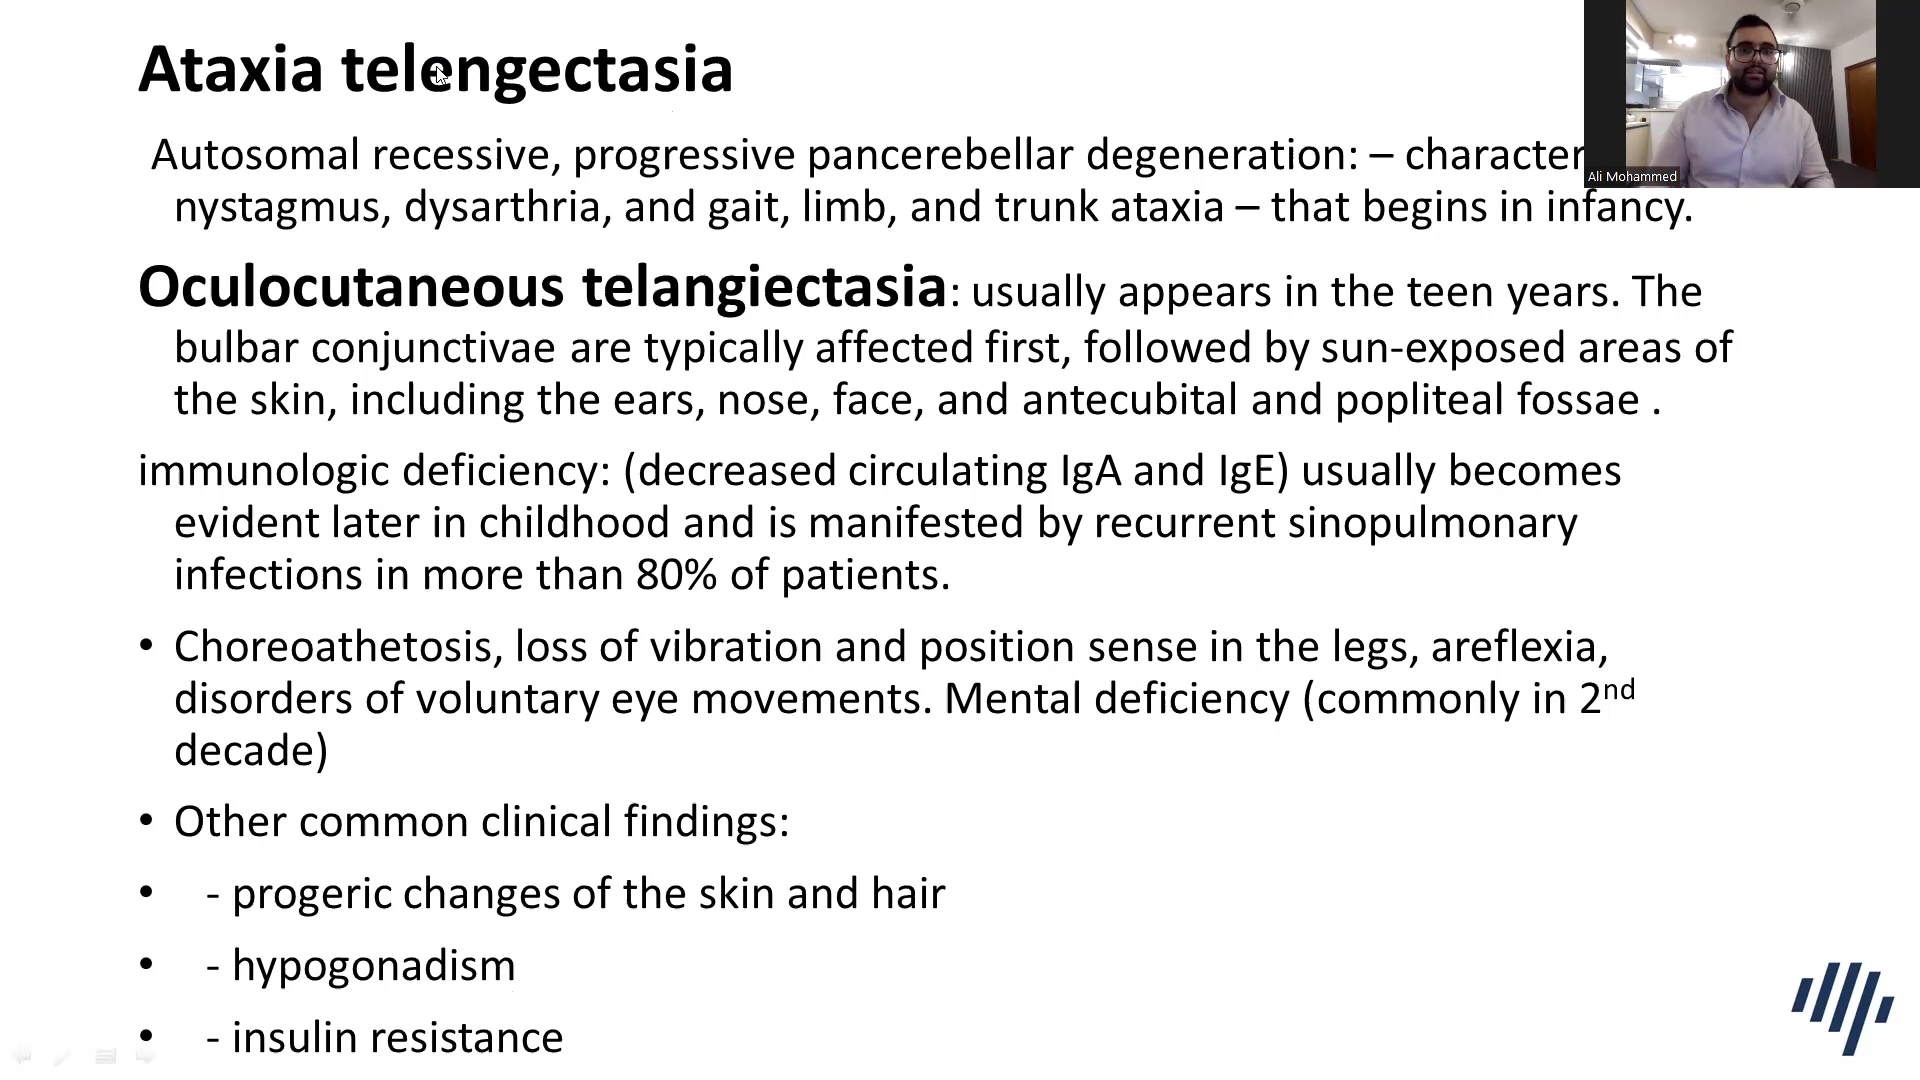 Ataxia telengectasia
Autosomal recessive, progressive pancerebellar degeneration: – character
nystagmus, dysarthria, and gait, limb, and trunk ataxia – that begins in infancy.
Oculocutaneous telangiectasia: usually appears in the teen years. The
bulbar conjunctivae are typically affected first, followed by sun-exposed areas of
the skin, including the ears, nose, face, and antecubital and popliteal fossae .
immunologic deficiency: (decreased circulating IgA and IgE) usually becomes
evident later in childhood and is manifested by recurrent sinopulmonary
infections in more than 80% of patients.
• Choreoathetosis, loss of vibration and position sense in the legs, areflexia,
disorders of voluntary eye movements. Mental deficiency (commonly in 2nd
decade)
• Other common clinical findings:
• - progeric changes of the skin and hair
• - hypogonadism
• - insulin resistance
Ali Mohammed